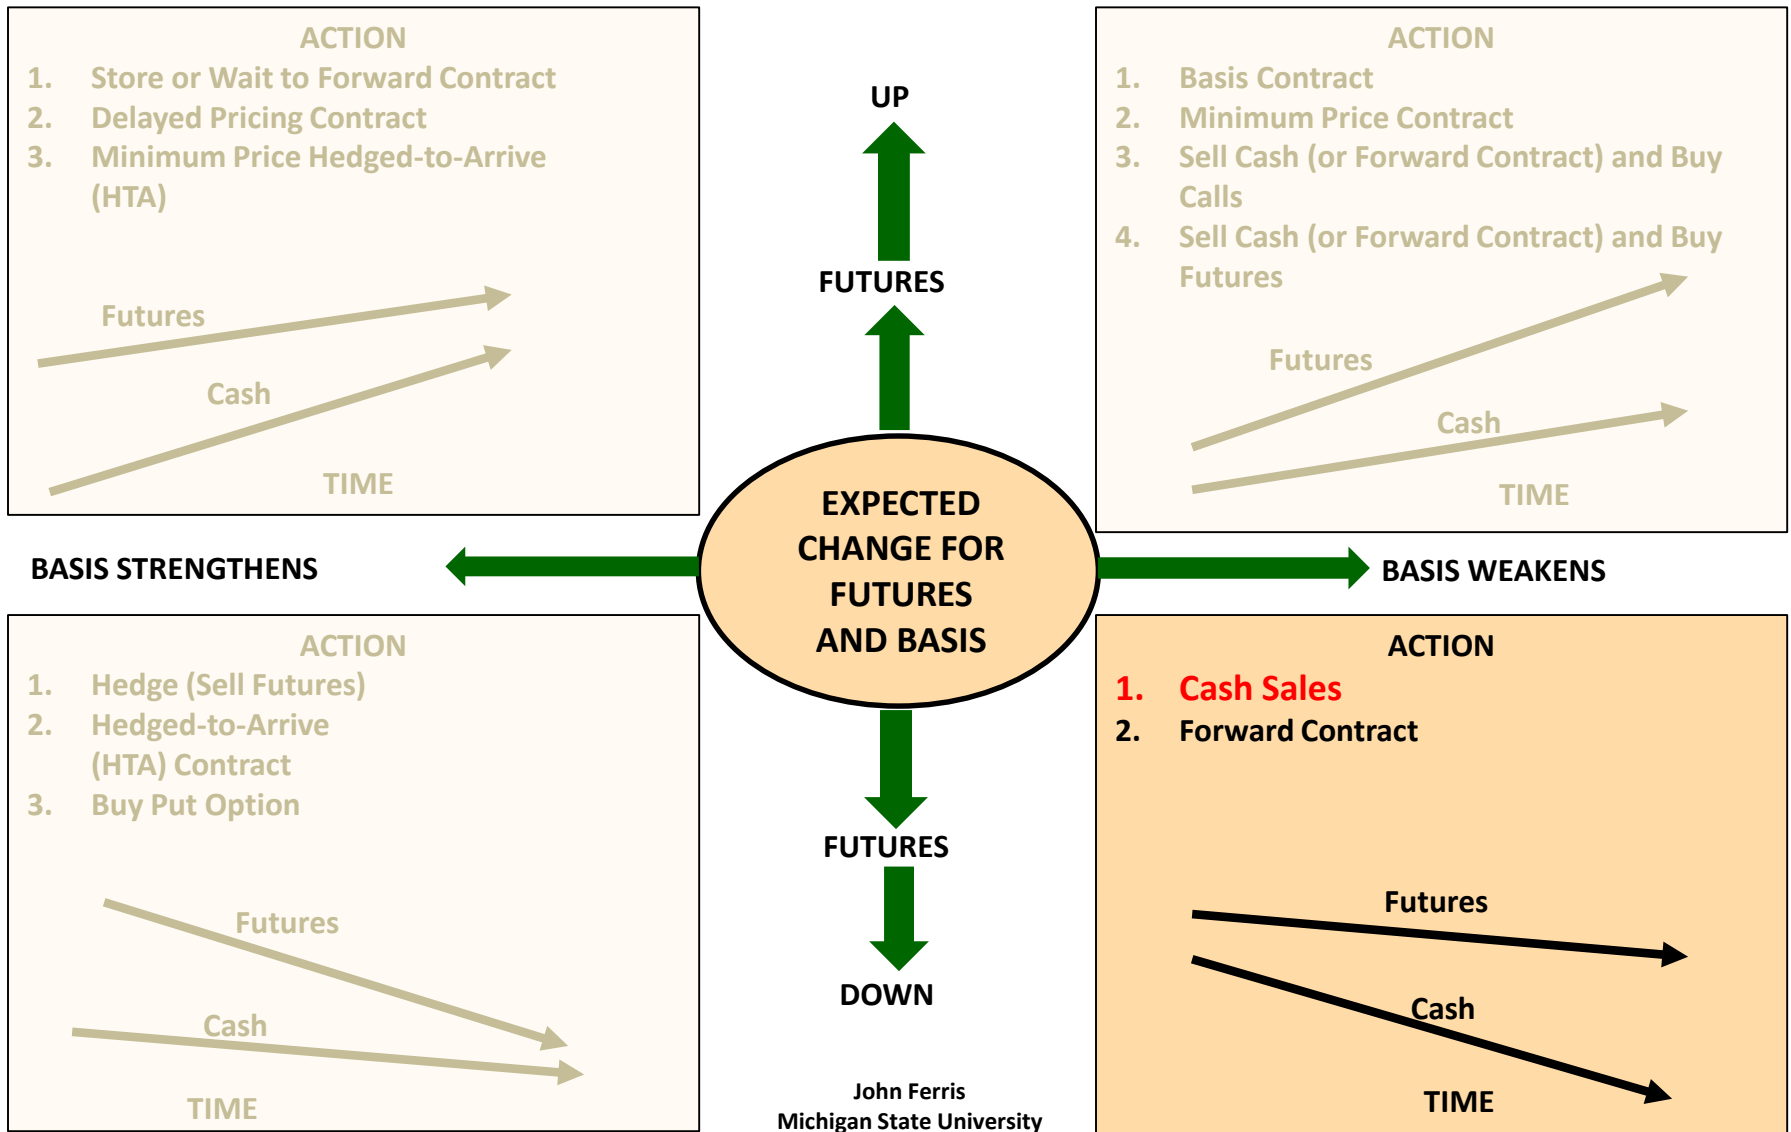 ACTION
1. Store or Wait to Forward Contract
2. Delayed Pricing Contract
3. Minimum Price Hedged-to-Arrive
(HTA)
Futures
Cash
TIME
UP
FUTURES
ACTION
1. Basis Contract
2. Minimum Price Contract
3. Sell Cash (or Forward Contract) and Buy
Calls
4. Sell Cash (or Forward Contract) and Buy
Futures
Futures
Cash
TIME
BASIS STRENGTHENS
EXPECTED
CHANGE FOR
FUTURES
AND BASIS
BASIS WEAKENS
ACTION
1. Hedge (Sell Futures)
2. Hedged-to-Arrive
(HTA) Contract
3. Buy Put Option
Futures
Cash
TIME
FUTURES
DOWN
John Ferris
Michigan State University
ACTION
1. Cash Sales
2. Forward Contract
Futures
Cash
TIME